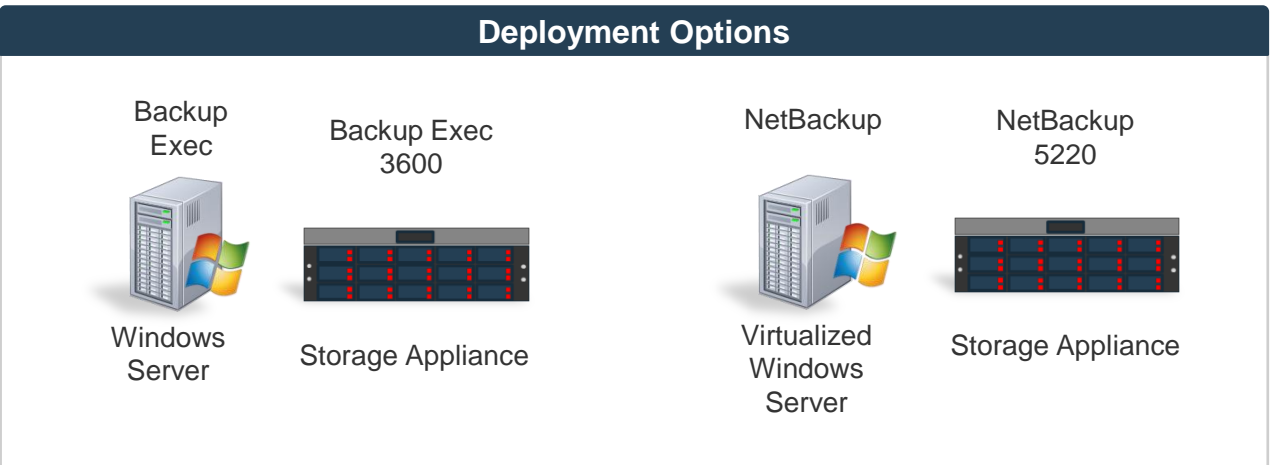 Deployment Options
Backup
Exec
Backup Exec
3600
NetBackup
NetBackup
5220
Windows
Server
Storage Appliance
Virtualized
Windows
Server
Storage Appliance